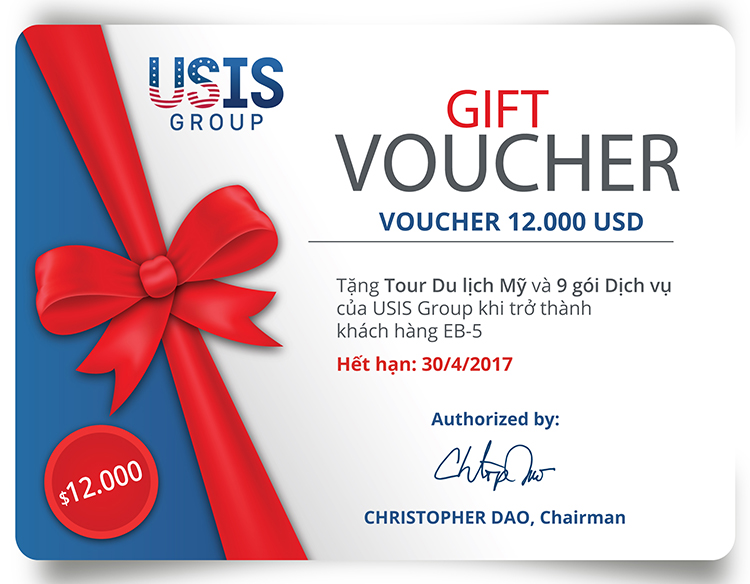 USIS
GROUP
GIFT
VOUCHER
VOUCHER 12.000 USD
Tặng Tour Du lịch Mỹ và 9 gói Dịch vụ
của USIS Group khi trở thành
khách hàng EB-5
Hết hạn: 30/4/2017
Authorized by:
CHRISTOPHER DAO, Chairman
$12.000